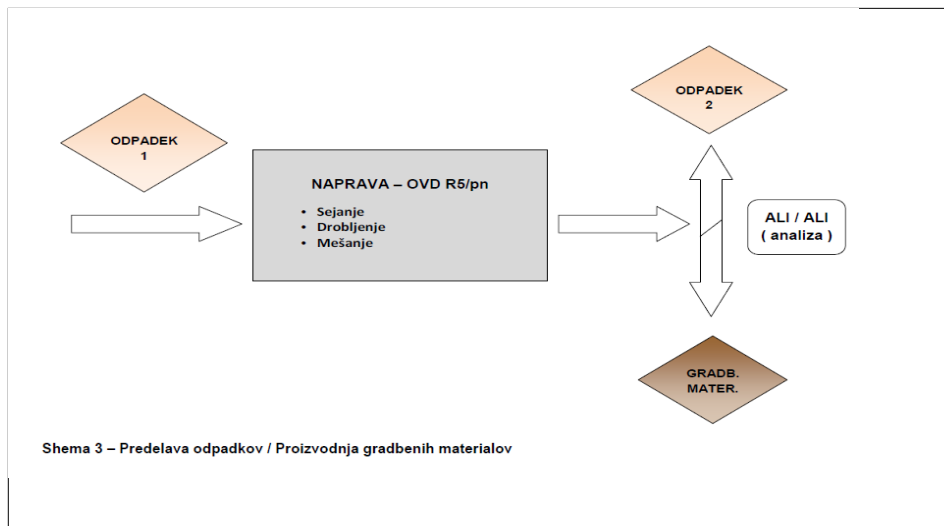 ODPADEK
1
NAPRAVA – OVD R5/pn
• Sejanje
• Drobljenje
• Mešanje
ODPADEK
2
ALI / ALI
( analiza )
GRADB.
MATER.
Shema 3 – Predelava odpadkov / Proizvodnja gradbenih materialov